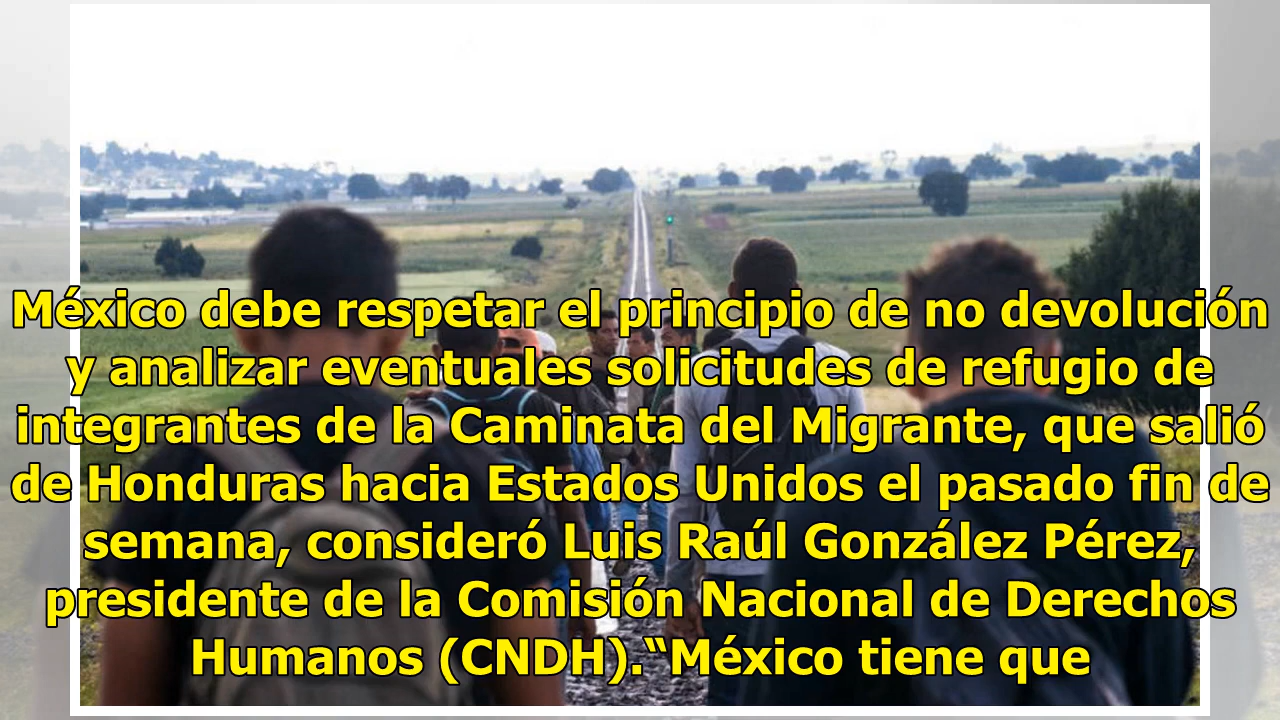 México debe respetar el principio de no devolución
y analizar eventuales solicitudes de refugio de
integrantes de la Caminata del Migrante, que salió
de Honduras hacia Estados Unidos el pasado fin de
semana, consideró Luis Raúl González Pérez,
presidente de la Comisión Nacional de Derechos
Humanos (CNDH).“México tiene que